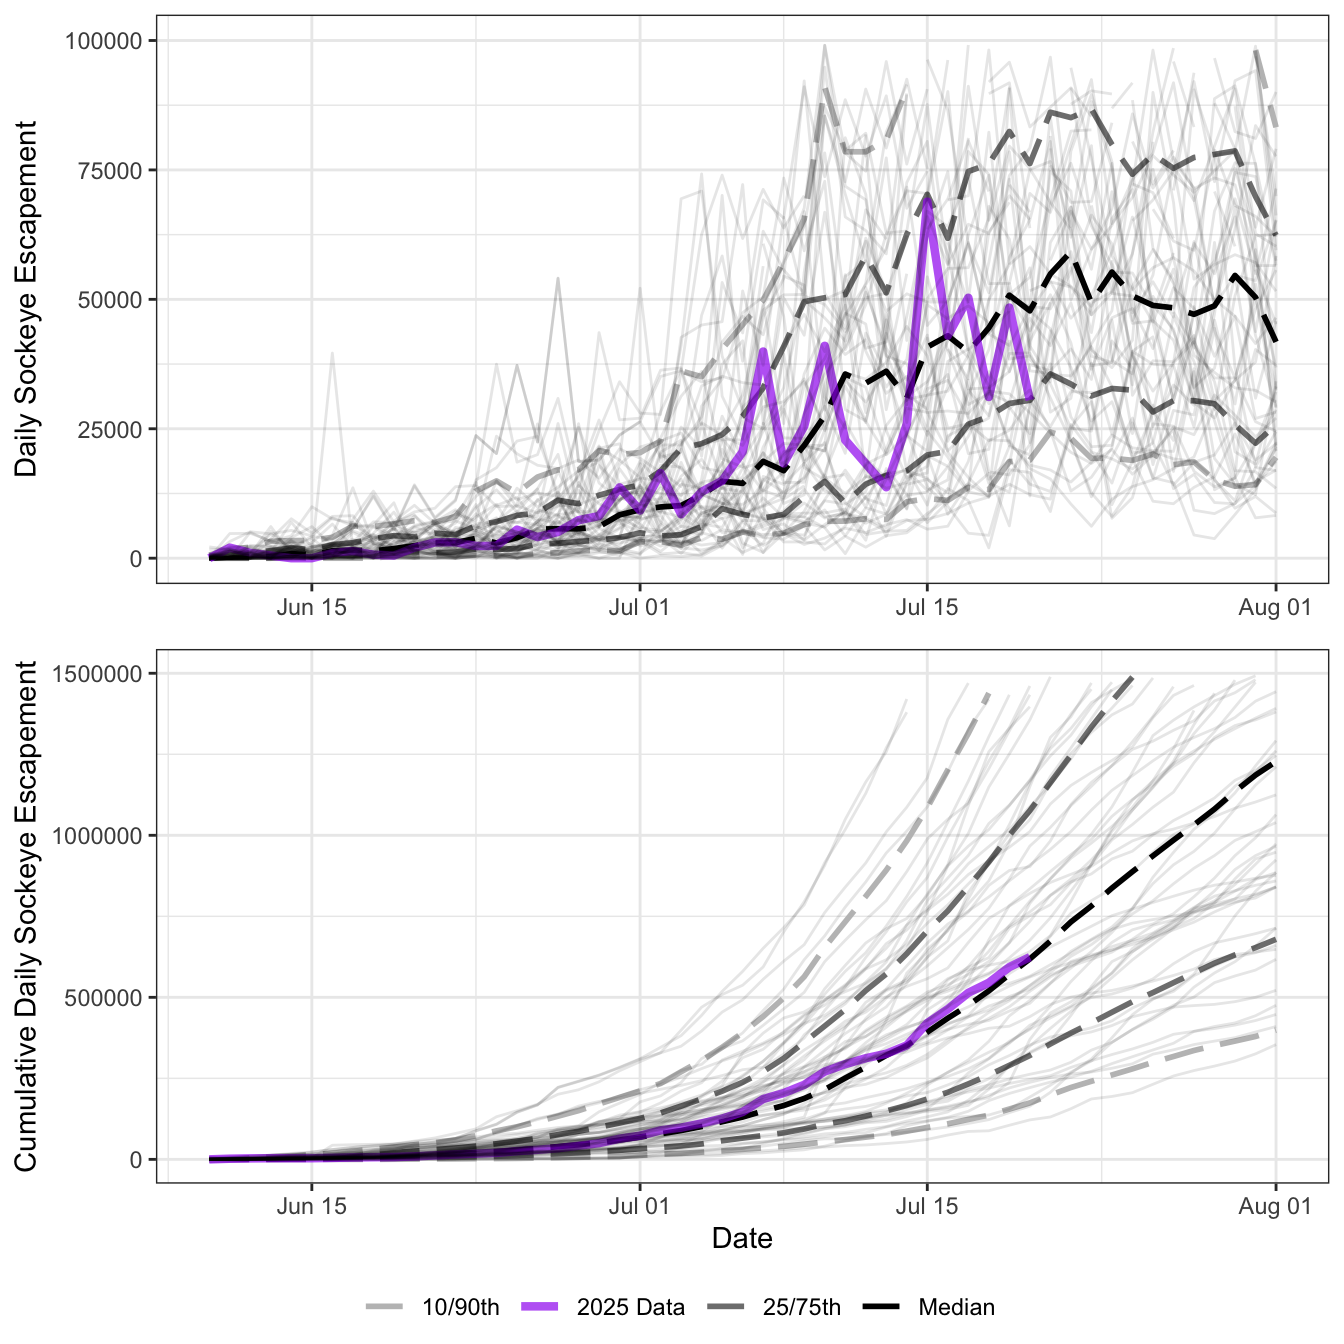 Daily Sockeye Escapement
100000
75000
50000
25000
0
Jun 15 Jul 01 Jul 15 Aug 01
Cumulative Daily Sockeye Escapement
1500000
1000000
500000
0
Jun 15 Jul 01 Jul 15 Aug 01
Date
10/90th 2025 Data 25/75th Median